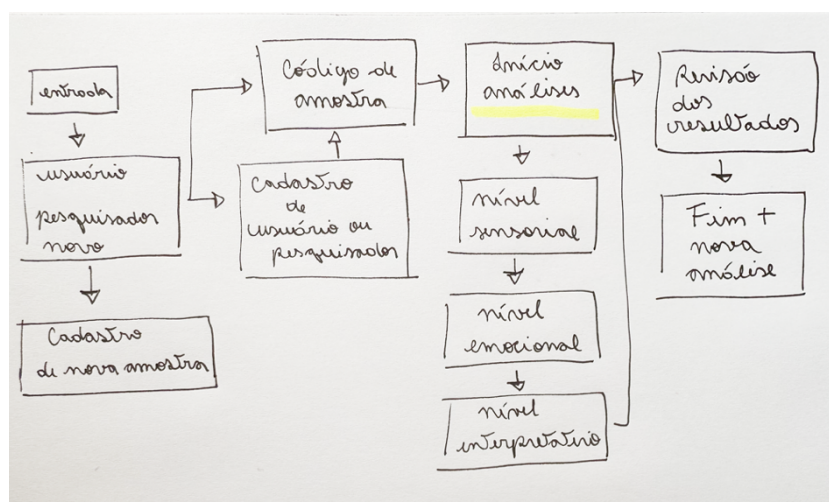 entrada
usuário
pesquisador
novo
Cadastro
de nova amostra
Código de
amostra
Cadastro
de
usuário ou
pesquisador
Início
análises
nível
sensorial
nível
emocional
nível
interpretativo
Revisão
dos
resultados
Fim +
nova
análise